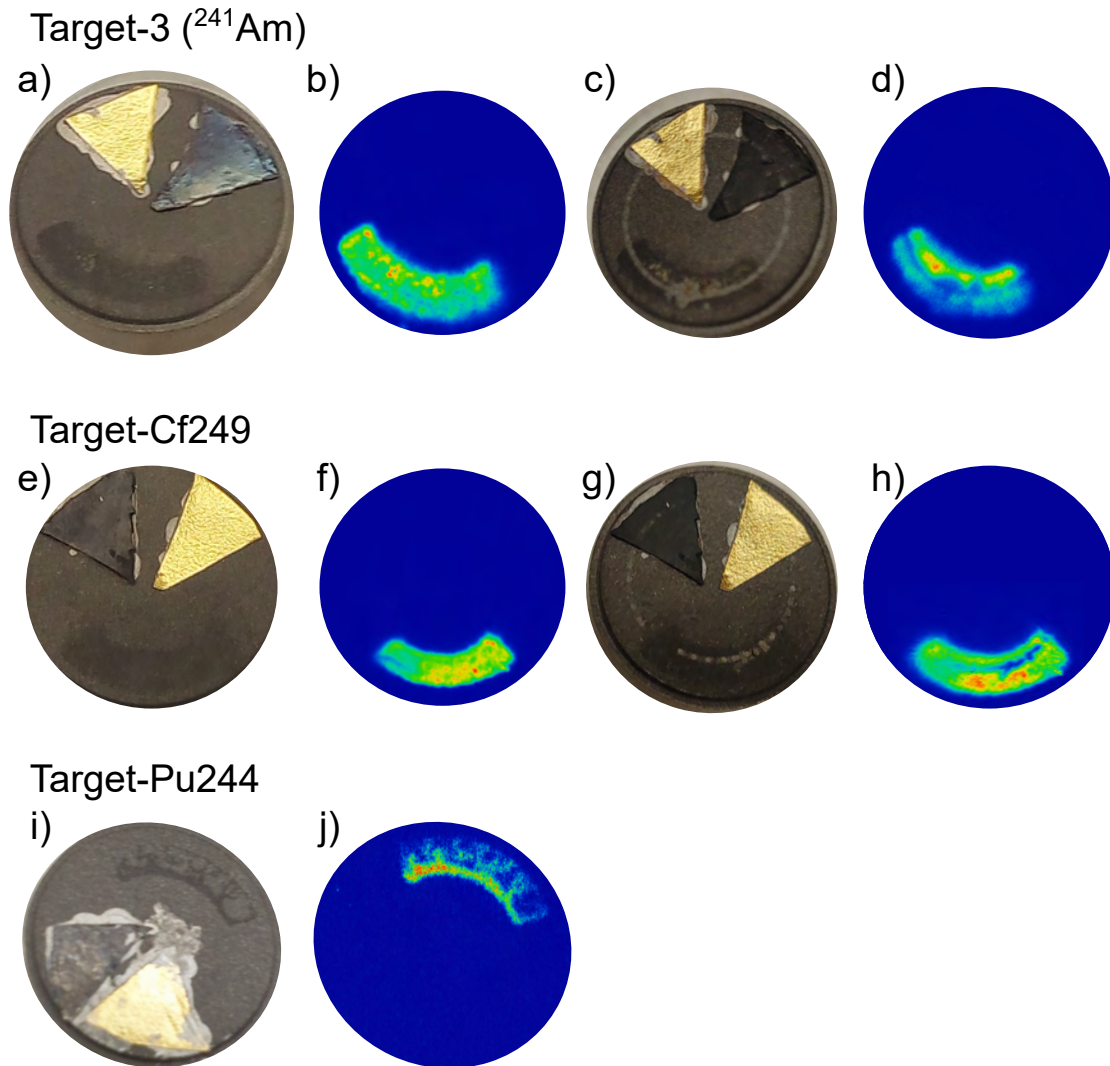 Target-3 (²⁴¹Am)
a) b) c) d)
Target-Cf249
e) f) g) h)
Target-Pu244
i) j)